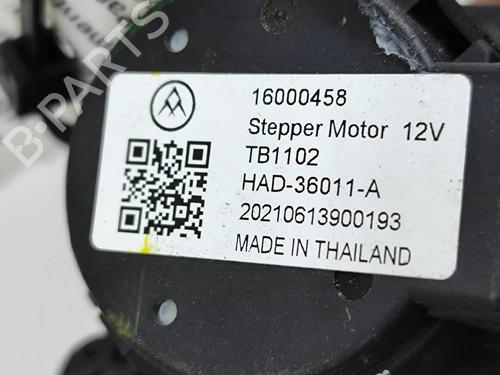 B-PARTS
16000458
Stepper Motor 12V
TB1102
HAD-36011-A
20210613900193
MADE IN THAILAND